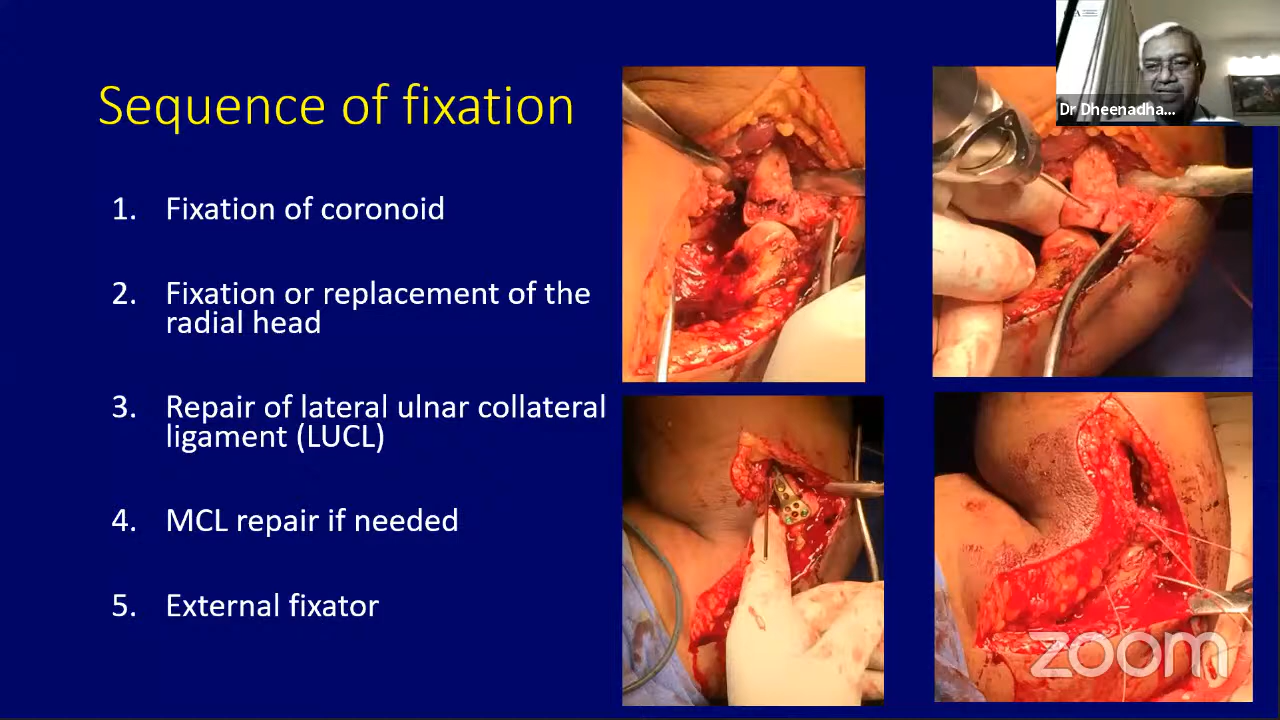 Sequence of fixation
1. Fixation of coronoid
2. Fixation or replacement of the
radial head
3. Repair of lateral ulnar collateral
ligament (LUCL)
4. MCL repair if needed
5. External fixator
Dr Dheenadha...
zoom